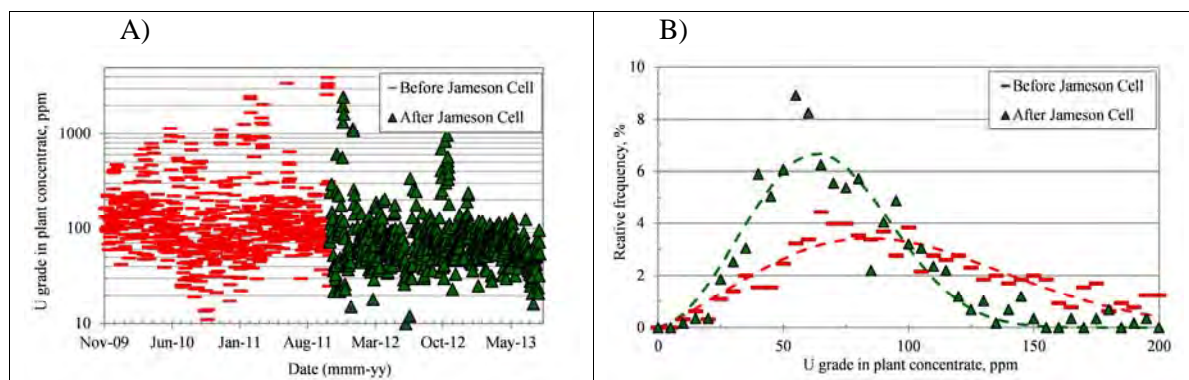 A)
U grade in plant concentrate, ppm
1000
100
10
Before Jameson Cell
After Jameson Cell
Nov-09 Jun-10 Jan-11 Aug-11 Mar-12 Oct-12 May-13
Date (mmm-yy)
B)
Reative frequency, %
10
8
6
4
2
0
Before Jameson Cell
After Jameson Cell
0 50 100 150 200
U grade in plant concentrate, ppm